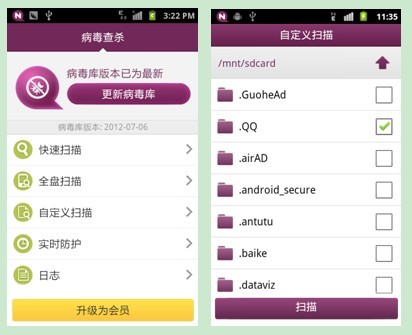 3:22 PM
病毒查杀
病毒库版本已为最新
更新病毒库
病毒库版本: 2012-07-06
快速扫描
全盘扫描
自定义扫描
实时防护
日志
升级为会员
11:35
自定义扫描
/mnt/sdcard
.GuoheAd
.QQ
.airAD
.android_secure
.antutu
.baike
.dataviz
扫描